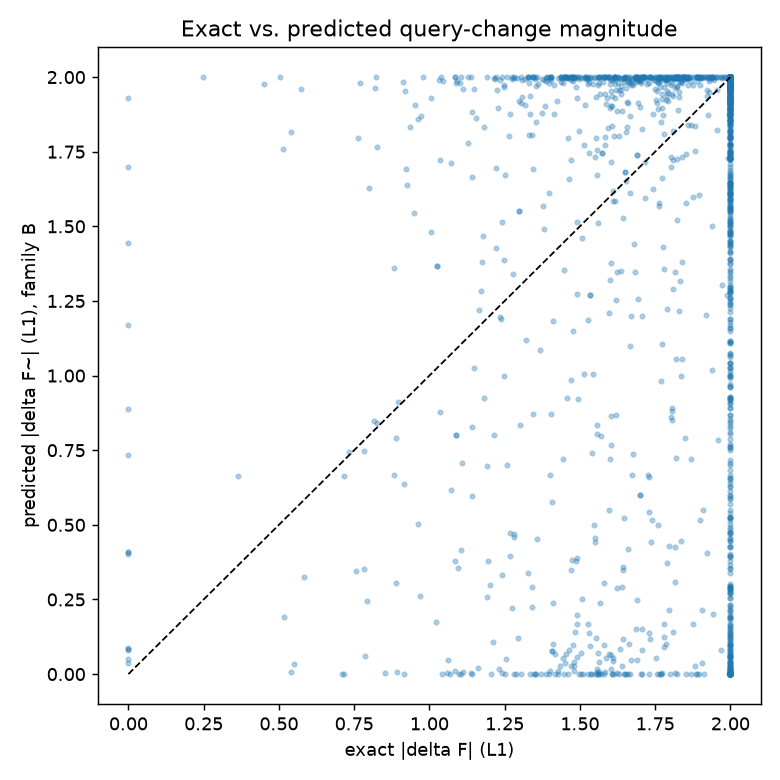 Exact vs. predicted query-change magnitude
predicted |delta F~| (L1), family B
2.00
1.75
1.50
1.25
1.00
0.75
0.50
0.25
0.00
0.00 0.25 0.50 0.75 1.00 1.25 1.50 1.75 2.00
exact |delta F| (L1)